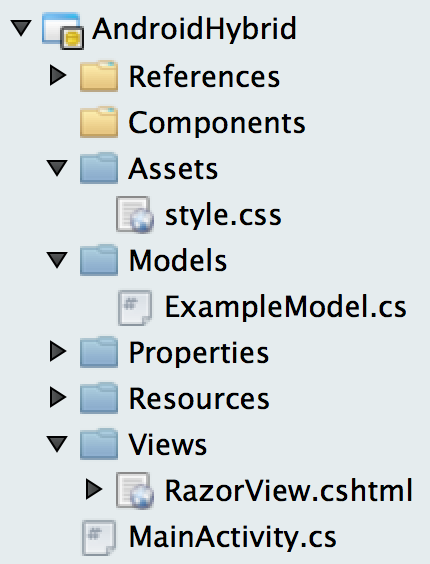 AndroidHybrid
References
Components
Assets
style.css
Models
ExampleModel.cs
Properties
Resources
Views
RazorView.cshtml
MainActivity.cs